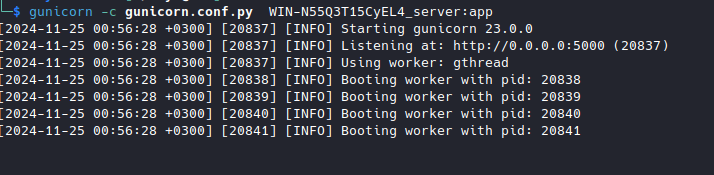 └─$ gunicorn -c gunicorn.conf.py WIN-N55Q3T15CyEL4_server:app
[2024-11-25 00:56:28 +0300] [20837] [INFO] Starting gunicorn 23.0.0
[2024-11-25 00:56:28 +0300] [20837] [INFO] Listening at: http://0.0.0.0:5000 (20837)
[2024-11-25 00:56:28 +0300] [20837] [INFO] Using worker: gthread
[2024-11-25 00:56:28 +0300] [20838] [INFO] Booting worker with pid: 20838
[2024-11-25 00:56:28 +0300] [20839] [INFO] Booting worker with pid: 20839
[2024-11-25 00:56:28 +0300] [20840] [INFO] Booting worker with pid: 20840
[2024-11-25 00:56:28 +0300] [20841] [INFO] Booting worker with pid: 20841